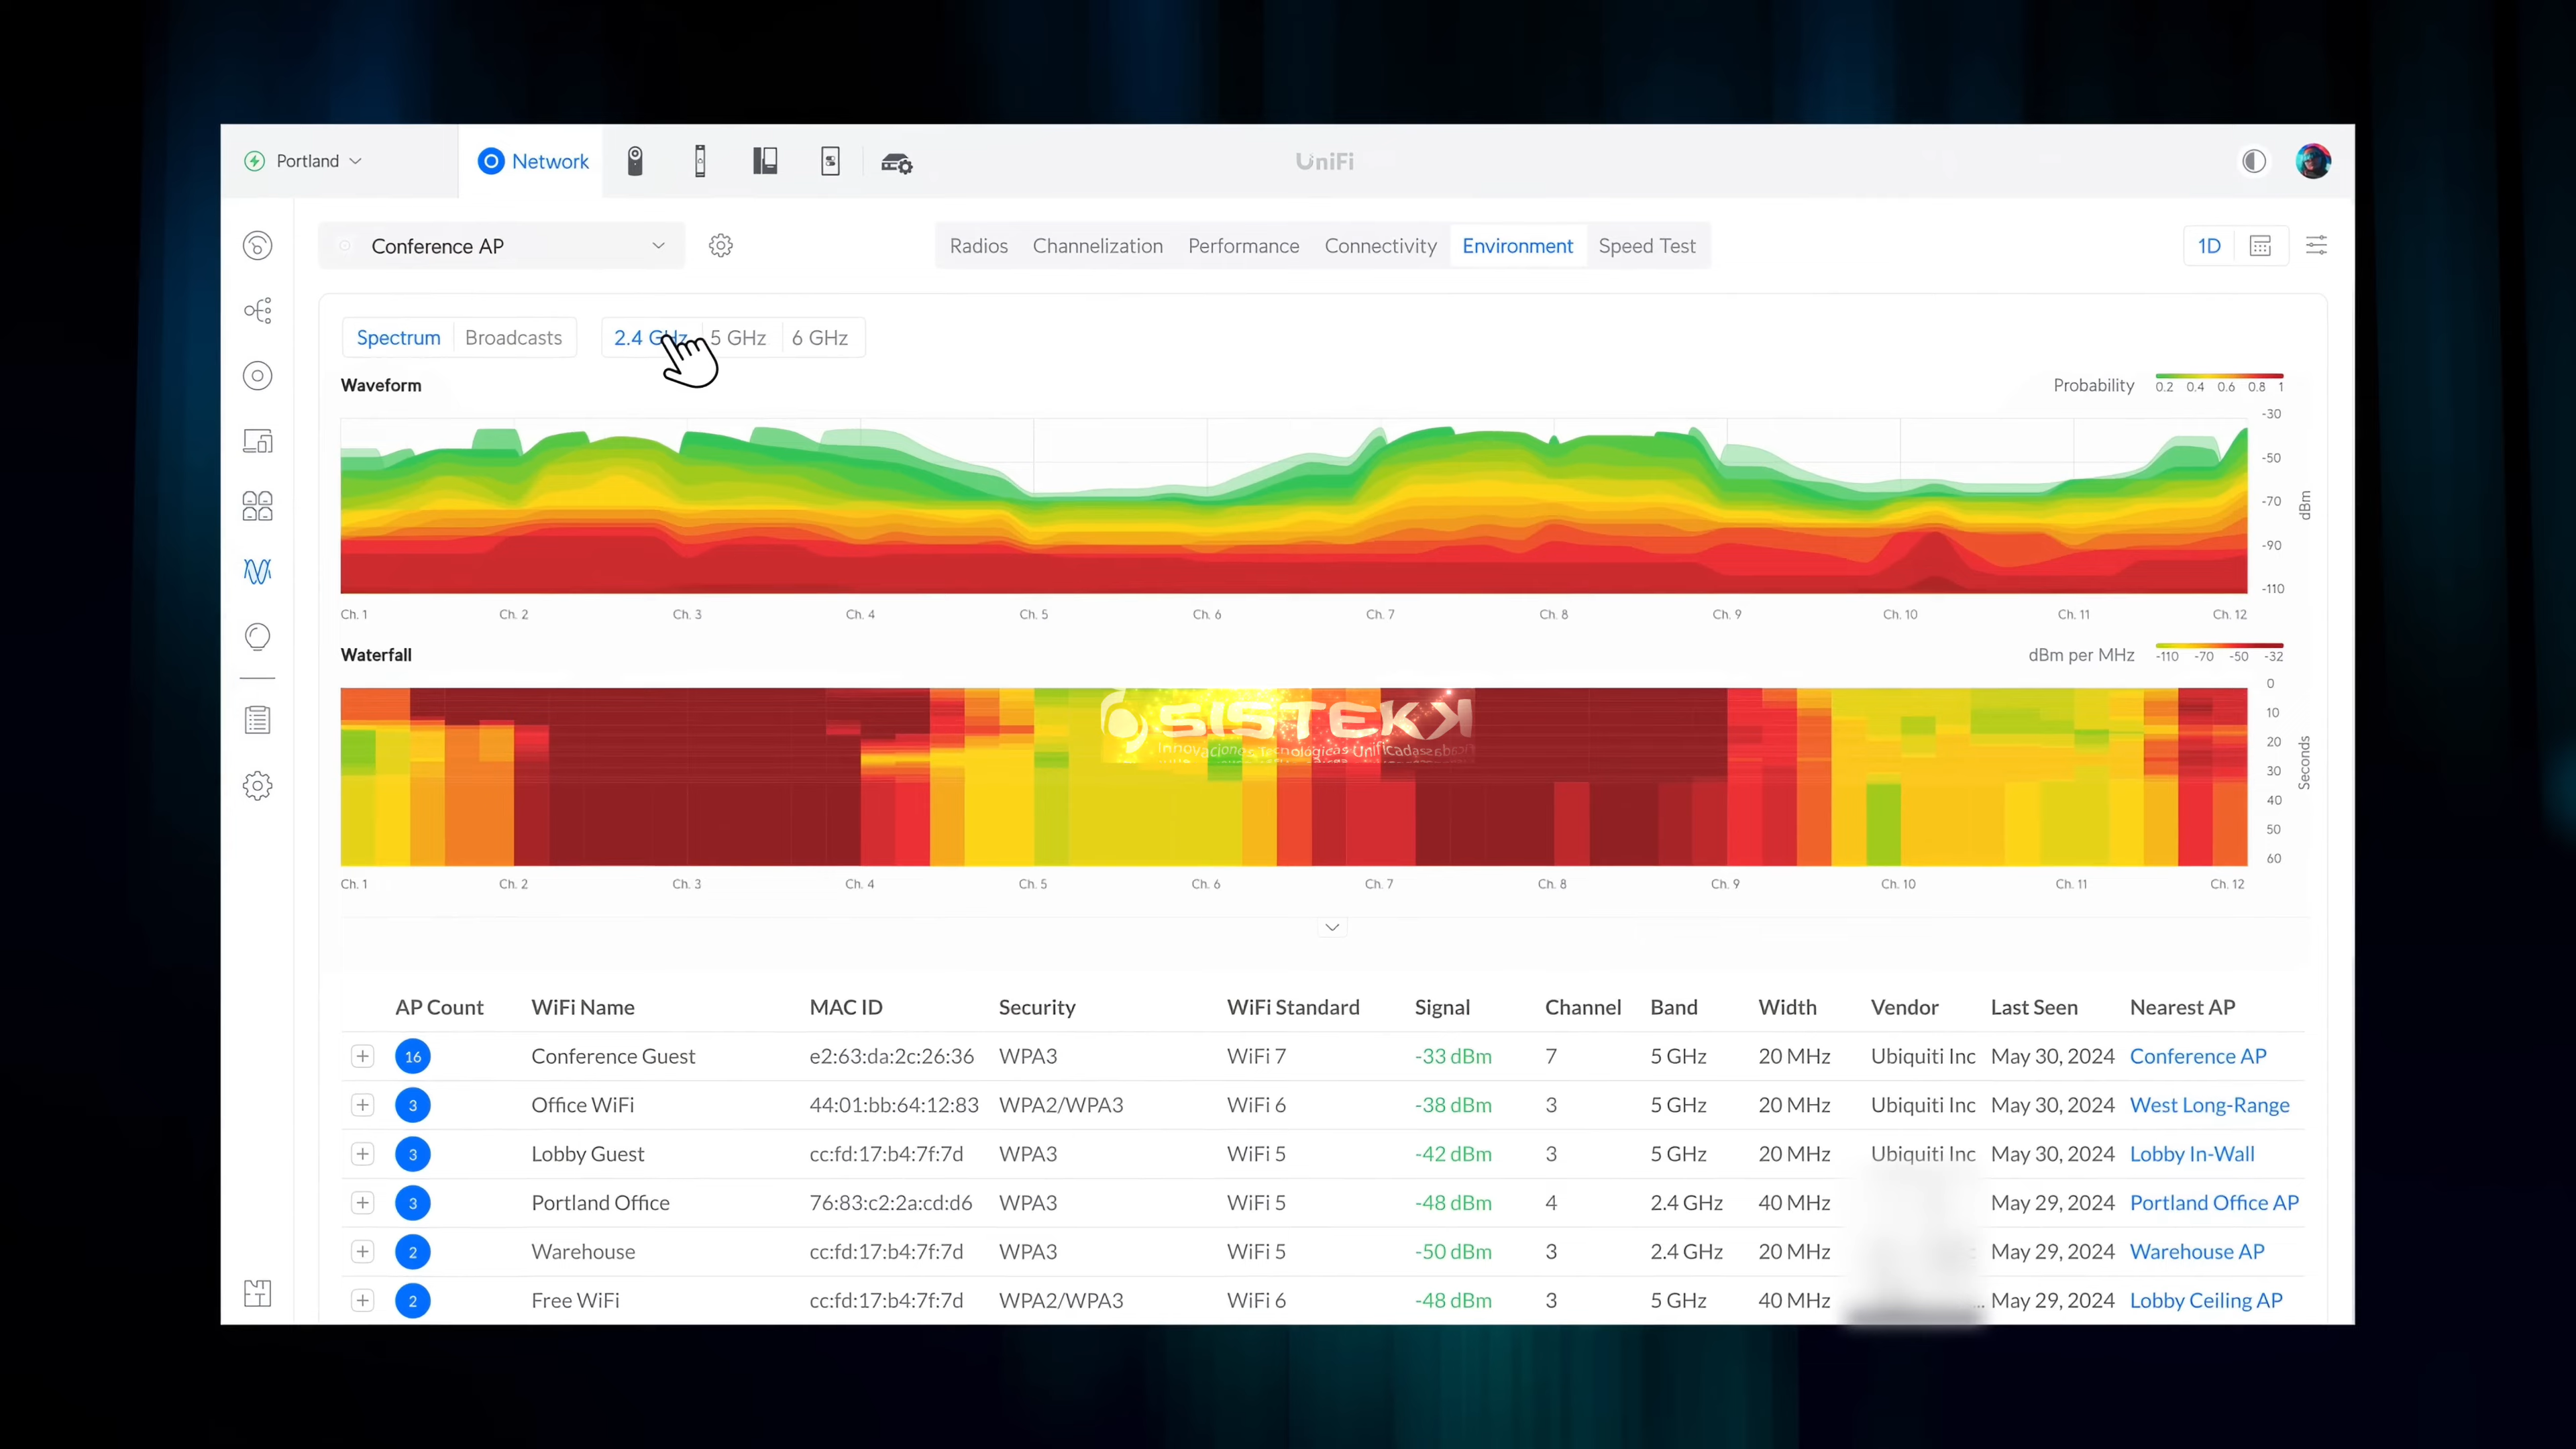 Portland Network UniFi
Conference AP Radios Channelization Performance Connectivity Environment Speed Test 1D
Spectrum Broadcasts 2.4 GHz 5 GHz 6 GHz
Waveform Probability 0.2 0.4 0.6 0.8 1
-30
-50
-70
-90
-110
dBm
Ch. 1 Ch. 2 Ch. 3 Ch. 4 Ch. 5 Ch. 6 Ch. 7 Ch. 8 Ch. 9 Ch. 10 Ch. 11 Ch. 12
Waterfall dBm per MHz -110 -70 -50 -32
SISTEKK
Innovaciones Tecnológicas Unificadas
0
10
20
30
40
50
60
Seconds
Ch. 1 Ch. 2 Ch. 3 Ch. 4 Ch. 5 Ch. 6 Ch. 7 Ch. 8 Ch. 9 Ch. 10 Ch. 11 Ch. 12
AP Count WiFi Name MAC ID Security WiFi Standard Signal Channel Band Width Vendor Last Seen Nearest AP
16 Conference Guest e2:63:da:2c:26:36 WPA3 WiFi 7 -33 dBm 7 5 GHz 20 MHz Ubiquiti Inc May 30, 2024 Conference AP
3 Office WiFi 44:01:bb:64:12:83 WPA2/WPA3 WiFi 6 -38 dBm 3 5 GHz 20 MHz Ubiquiti Inc May 30, 2024 West Long-Range
3 Lobby Guest cc:fd:17:b4:7f:7d WPA3 WiFi 5 -42 dBm 3 5 GHz 20 MHz Ubiquiti Inc May 30, 2024 Lobby In-Wall
3 Portland Office 76:83:c2:2a:cd:d6 WPA3 WiFi 5 -48 dBm 4 2.4 GHz 40 MHz May 29, 2024 Portland Office AP
2 Warehouse cc:fd:17:b4:7f:7d WPA3 WiFi 5 -50 dBm 3 2.4 GHz 20 MHz May 29, 2024 Warehouse AP
2 Free WiFi cc:fd:17:b4:7f:7d WPA2/WPA3 WiFi 6 -48 dBm 3 5 GHz 40 MHz ... May 29, 2024 Lobby Ceiling AP